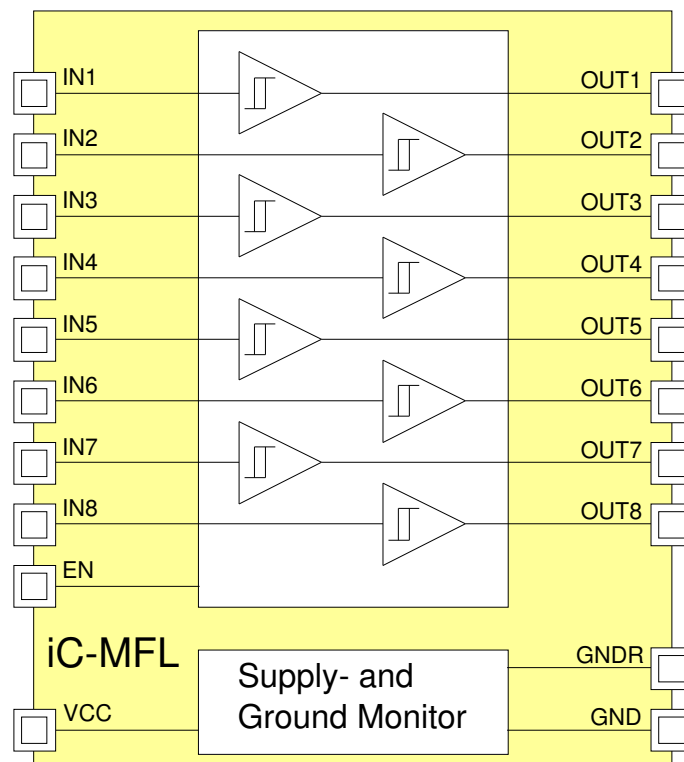 IN1
OUT1
IN2
OUT2
IN3
OUT3
IN4
OUT4
IN5
OUT5
IN6
OUT6
IN7
OUT7
IN8
OUT8
EN
iC-MFL
GNDR
Supply- and
Ground Monitor
VCC
GND